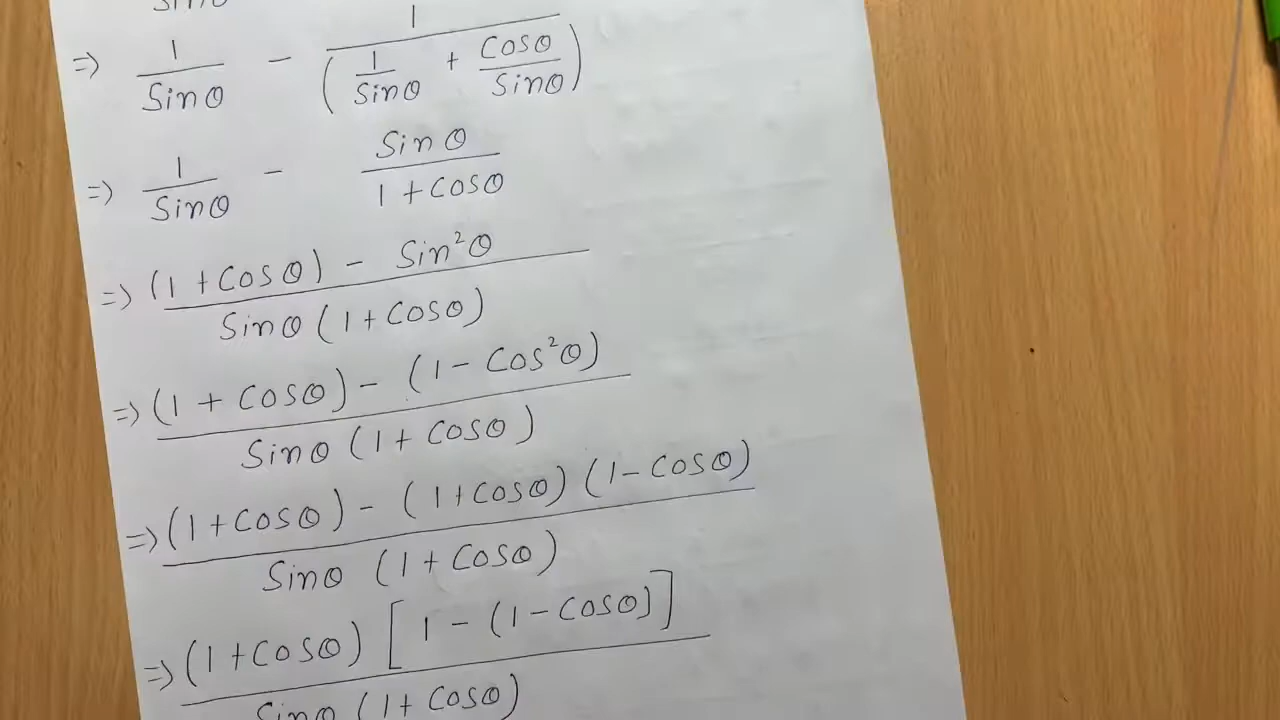 Sinθ
=> 1/Sinθ - 1/(1/Sinθ + Cosθ/Sinθ)
=> 1/Sinθ - Sinθ/1+Cosθ
=> (1+Cosθ) - Sin²θ/Sinθ(1+Cosθ)
=> (1+Cosθ) - (1-Cos²θ)/Sinθ(1+Cosθ)
=> (1+Cosθ) - (1+Cosθ)(1-Cosθ)/Sinθ(1+Cosθ)
=> (1+Cosθ)[1-(1-Cosθ)]/Sinθ(1+Cosθ)